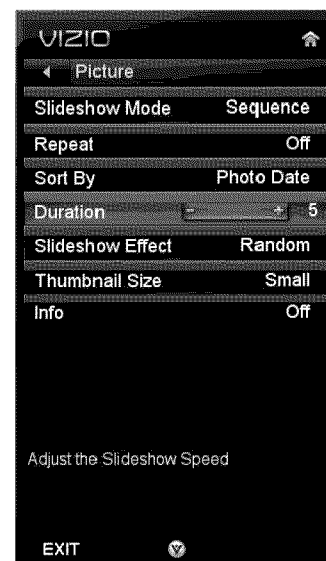 VIZIO
Picture
Slideshow Mode Sequence
Repeat Off
Sort By Photo Date
Duration - + 5
Slideshow Effect Random
Thumbnail Size Small
Info Off
Adjust the Slideshow Speed
EXIT V